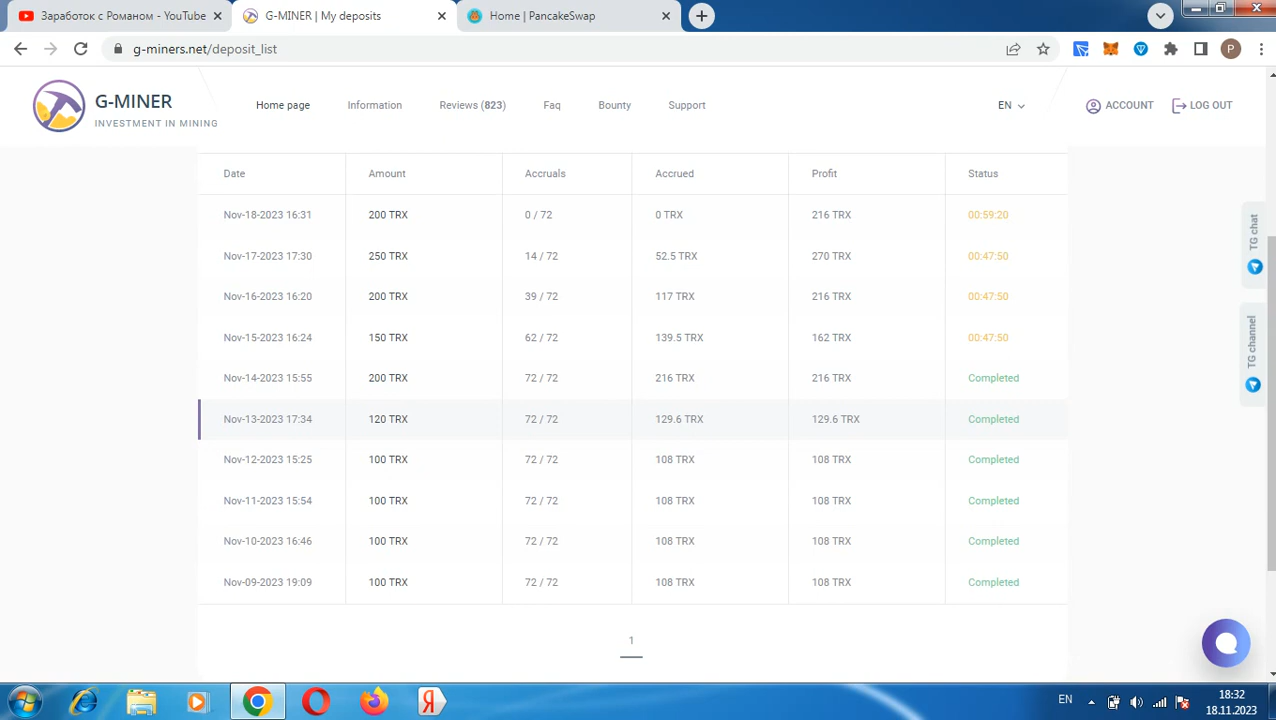 Заработок с Романом - YouTube
G-MINER | My deposits
Home | PancakeSwap
g-miners.net/deposit_list
P
G-MINER
INVESTMENT IN MINING
Home page
Information
Reviews (823)
Faq
Bounty
Support
EN
ACCOUNT
LOG OUT
Date Amount Accruals Accrued Profit Status
Nov-18-2023 16:31 200 TRX 0 / 72 0 TRX 216 TRX 00:59:20
Nov-17-2023 17:30 250 TRX 14 / 72 52.5 TRX 270 TRX 00:47:50
Nov-16-2023 16:20 200 TRX 39 / 72 117 TRX 216 TRX 00:47:50
Nov-15-2023 16:24 150 TRX 62 / 72 139.5 TRX 162 TRX 00:47:50
Nov-14-2023 15:55 200 TRX 72 / 72 216 TRX 216 TRX Completed
Nov-13-2023 17:34 120 TRX 72 / 72 129.6 TRX 129.6 TRX Completed
Nov-12-2023 15:25 100 TRX 72 / 72 108 TRX 108 TRX Completed
Nov-11-2023 15:54 100 TRX 72 / 72 108 TRX 108 TRX Completed
Nov-10-2023 16:46 100 TRX 72 / 72 108 TRX 108 TRX Completed
Nov-09-2023 19:09 100 TRX 72 / 72 108 TRX 108 TRX Completed
1
TG chat
TG channel
Я
EN
18:32
18.11.2023